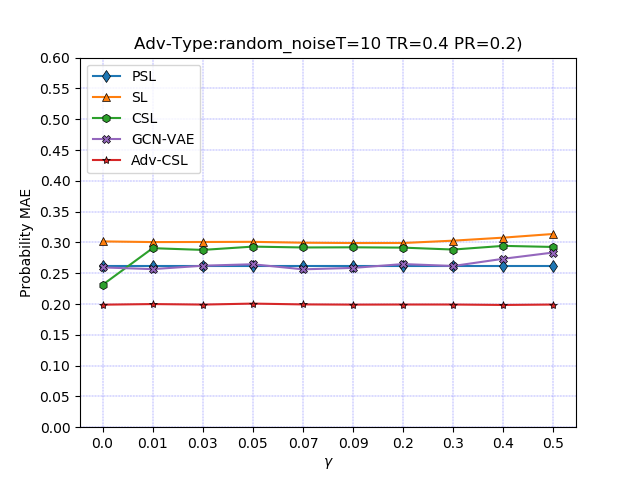 Adv-Type:random_noiseT=10 TR=0.4 PR=0.2)
PSL
SL
CSL
GCN-VAE
Adv-CSL
Probability MAE
0.60
0.55
0.50
0.45
0.40
0.35
0.30
0.25
0.20
0.15
0.10
0.05
0.00
0.0 0.01 0.03 0.05 0.07 0.09 0.2 0.3 0.4 0.5
γ